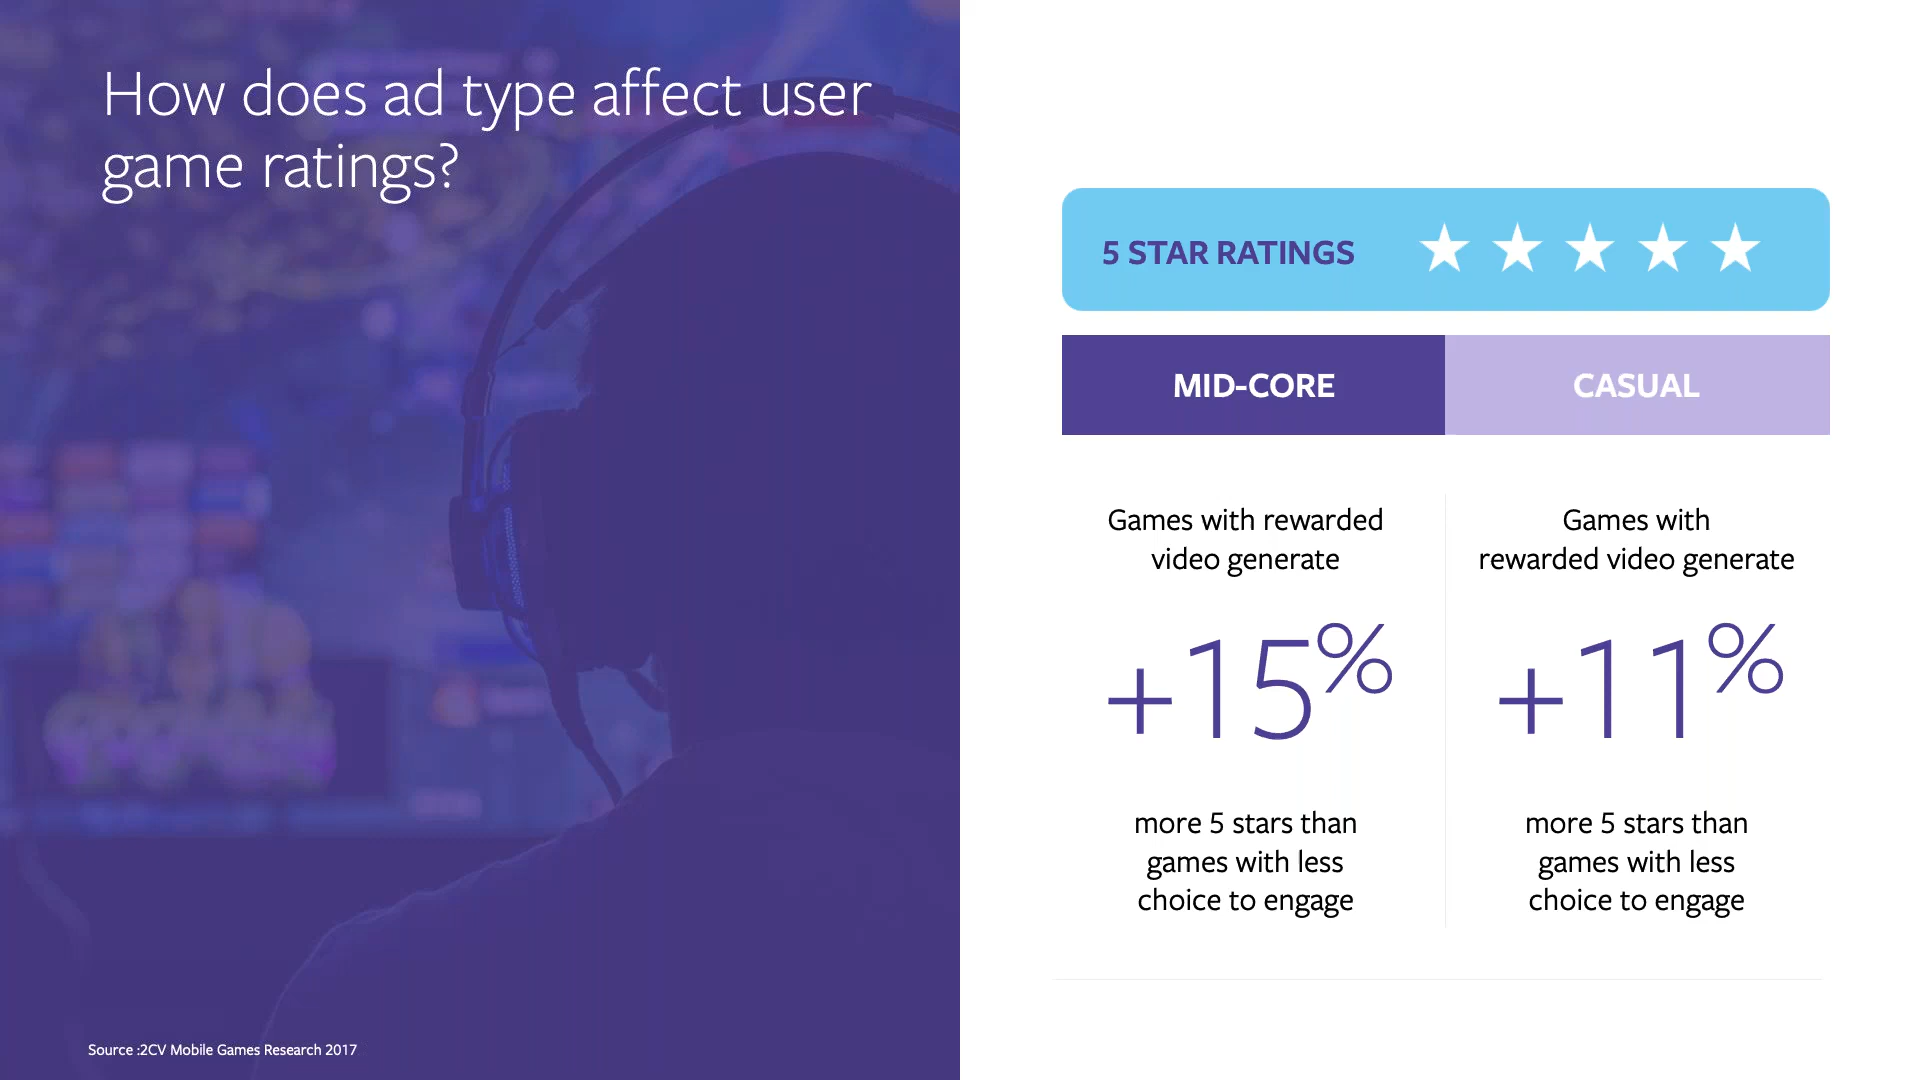 How does ad type affect user
game ratings?
5 STAR RATINGS
MID-CORE
CASUAL
Games with rewarded
video generate
+15%
more 5 stars than
games with less
choice to engage
Games with
rewarded video generate
+11%
more 5 stars than
games with less
choice to engage
Source :2CV Mobile Games Research 2017